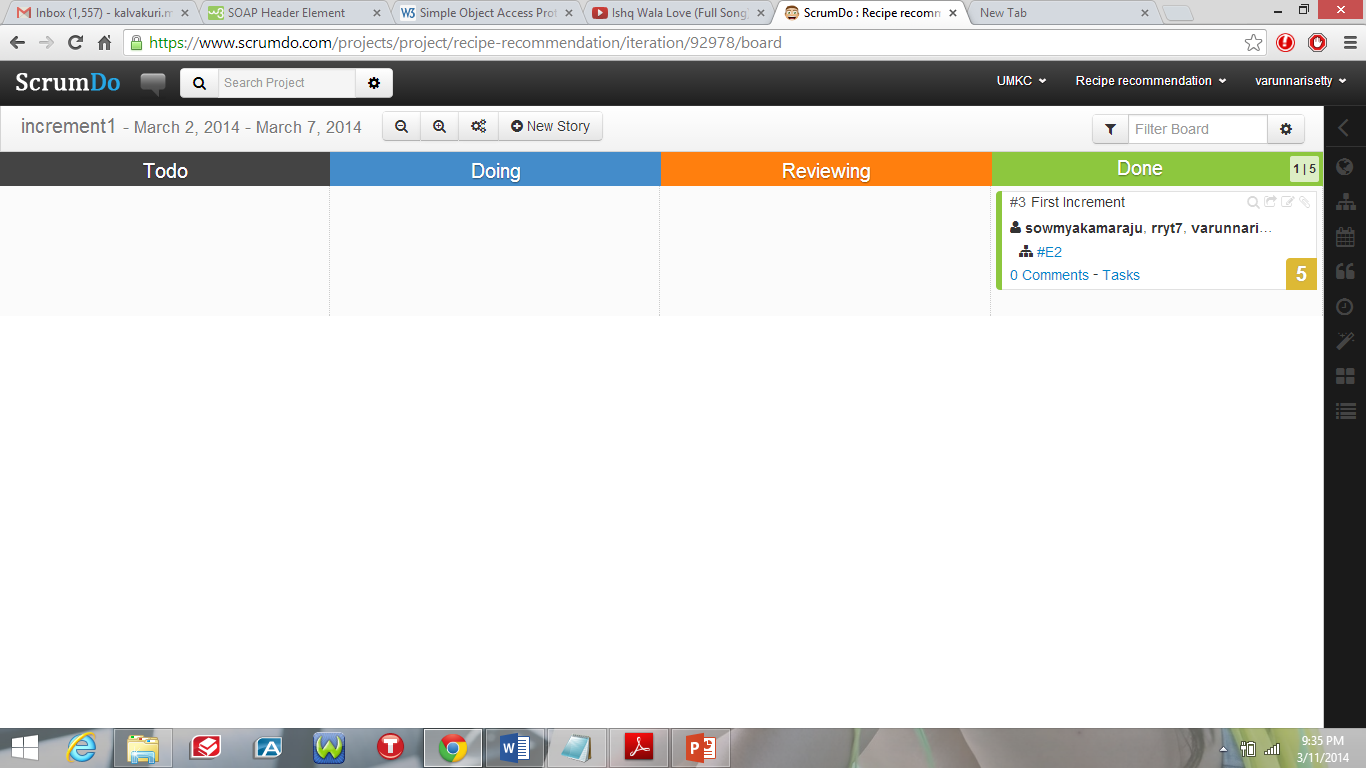 Inbox (1,557) - kalvakuri.m
SOAP Header Element
Simple Object Access Prot
Ishq Wala Love (Full Song)
ScrumDo : Recipe recomm
New Tab
https://www.scrumdo.com/projects/project/recipe-recommendation/iteration/92978/board
ScrumDo
Search Project
UMKC
Recipe recommendation
varunnarisetty
increment1 - March 2, 2014 - March 7, 2014
New Story
Filter Board
Todo
Doing
Reviewing
Done
1 | 5
#3 First Increment
sowmyakamaraju, rryt7, varunnari...
#E2
0 Comments - Tasks
5
9:35 PM
3/11/2014